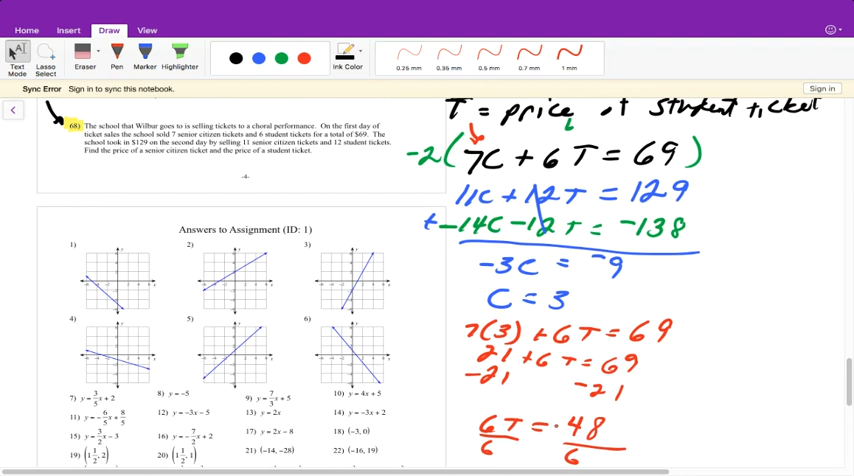 Home Insert Draw View
Text Mode Lasso Select Eraser Pen Marker Highlighter Ink Color 0.25 mm 0.35 mm 0.5 mm 0.7 mm 1 mm
Sync Error Sign in to sync this notebook. Sign in
68) The school that Wilbur goes to is selling tickets to a choral performance. On the first day of
ticket sales the school sold 7 senior citizen tickets and 6 student tickets for a total of $69. The
school took in $129 on the second day by selling 11 senior citizen tickets and 12 student tickets.
Find the price of a senior citizen ticket and the price of a student ticket.
-4-
Answers to Assignment (ID: 1)
1) 2) 3)
4) 5) 6)
7) y = 3/5 x + 2 8) y = −5 9) y = 7/3 x + 5 10) y = 4x + 5
11) y = −6/5 x + 8/5 12) y = −3x − 5 13) y = 2x 14) y = −3x + 2
15) y = 3/2 x − 3 16) y = −7/2 x + 2 17) y = 2x − 8 18) (−3, 0)
19) (1 1/2, 2) 20) (1 1/2, 1) 21) (−14, −28) 22) (−16, 19)
T = price of student ticket
-2(7C + 6T = 69)
11C + 12T = 129
+ -14C - 12T = -138
-3C = -9
C = 3
7(3) + 6T = 69
21 + 6T = 69
-21 -21
6T = 48
6 6